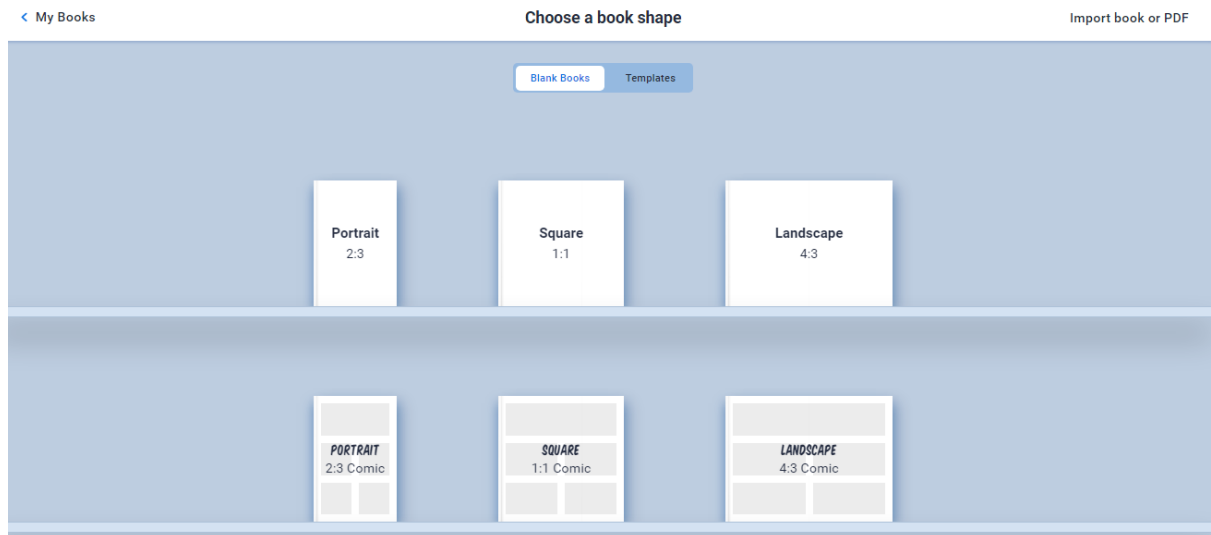 My Books
Choose a book shape
Import book or PDF
Blank Books
Templates
Portrait
2:3
Square
1:1
Landscape
4:3
PORTRAIT
2:3 Comic
SQUARE
1:1 Comic
LANDSCAPE
4:3 Comic